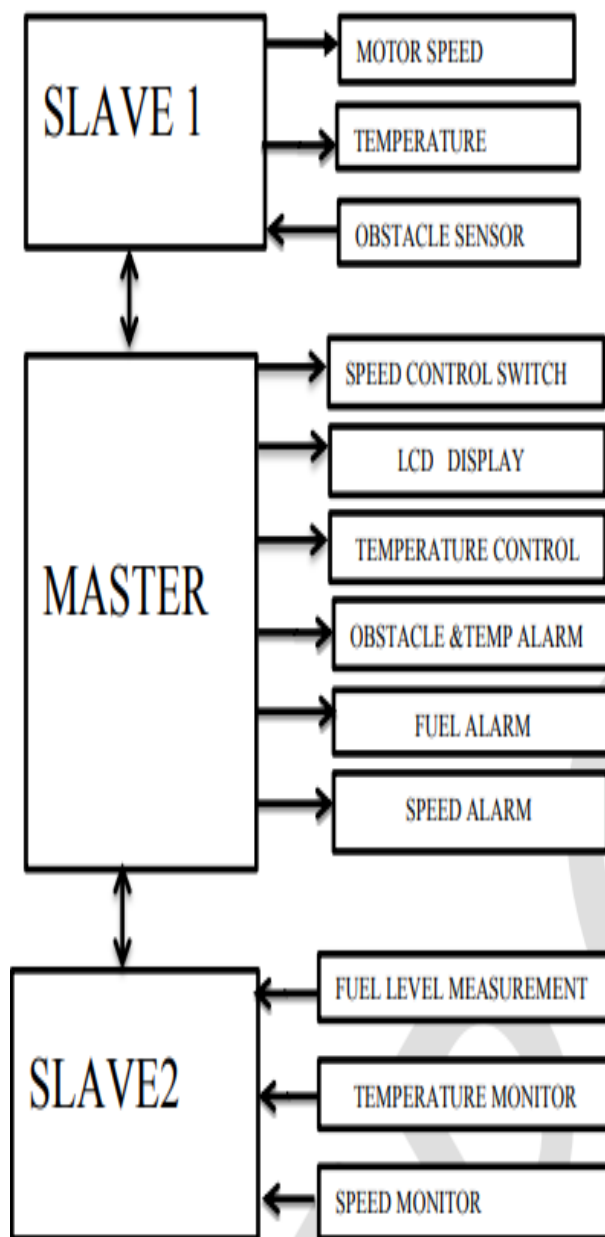 SLAVE 1
MOTOR SPEED
TEMPERATURE
OBSTACLE SENSOR
MASTER
SPEED CONTROL SWITCH
LCD DISPLAY
TEMPERATURE CONTROL
OBSTACLE &TEMP ALARM
FUEL ALARM
SPEED ALARM
SLAVE2
FUEL LEVEL MEASUREMENT
TEMPERATURE MONITOR
SPEED MONITOR